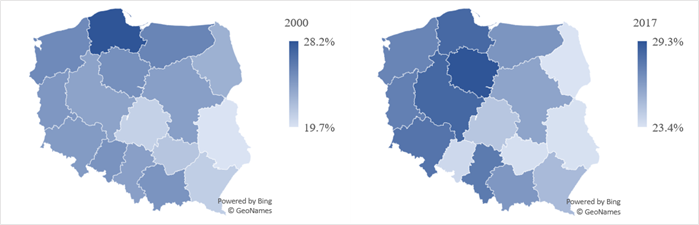 2000
28.2%
19.7%
Powered by Bing
© GeoNames
2017
29.3%
23.4%
Powered by Bing
© GeoNames